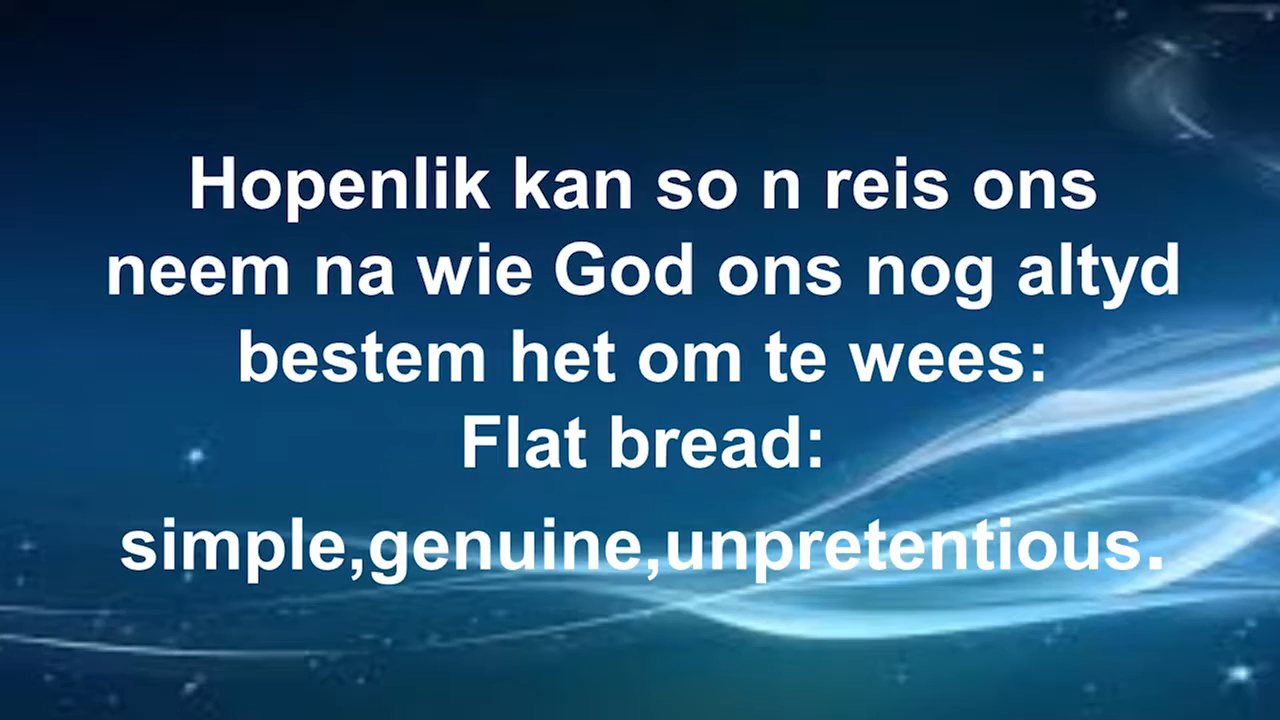 Hopenlik kan so n reis ons
neem na wie God ons nog altyd
bestem het om te wees:
Flat bread:
simple,genuine,unpretentious.